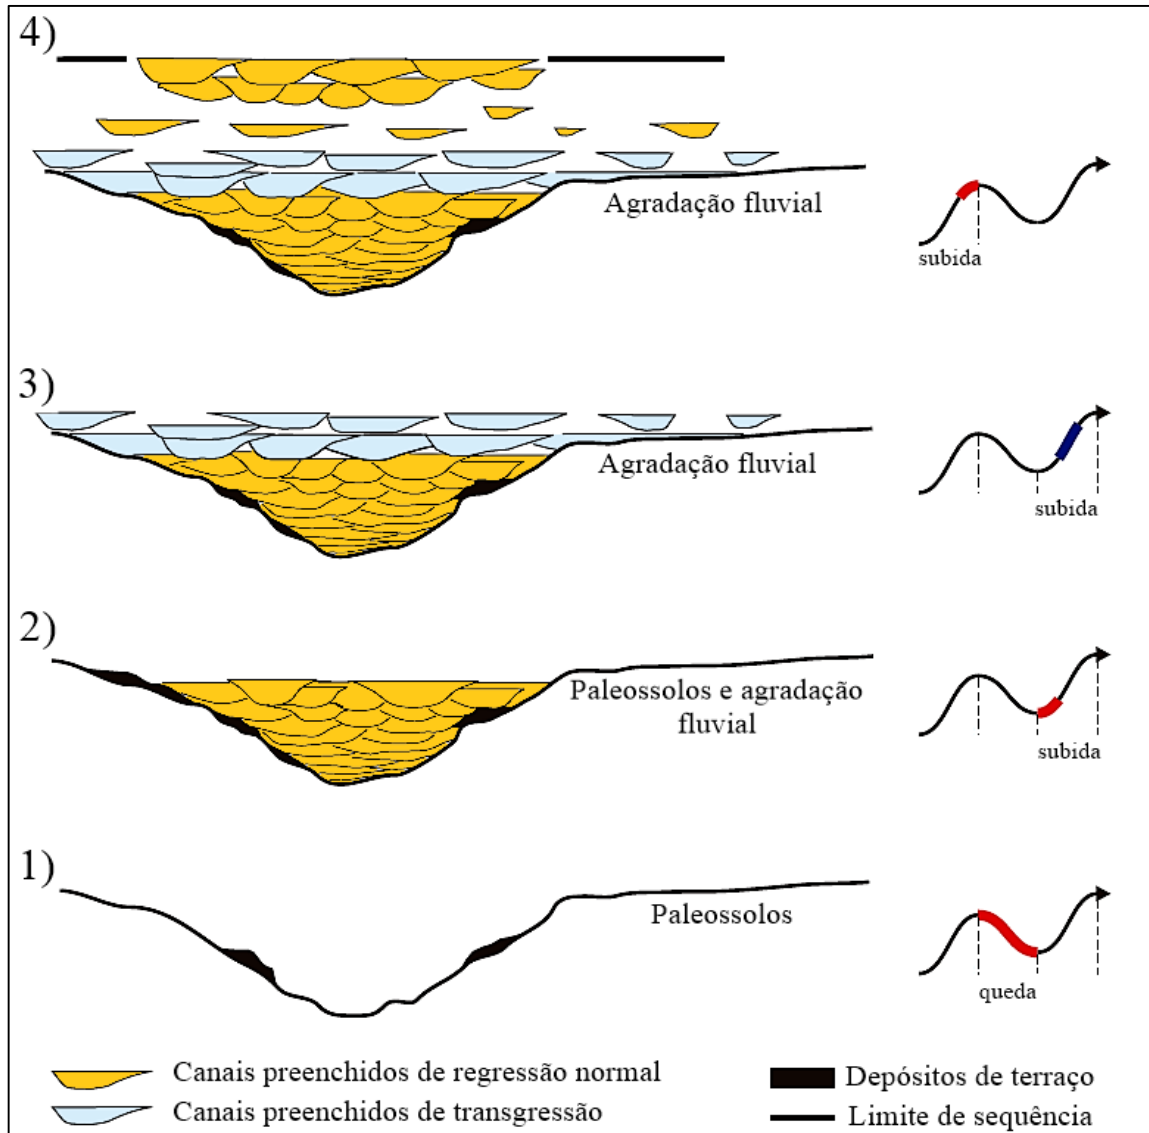 4)
Agradação fluvial
subida
3)
Agradação fluvial
subida
2)
Paleossolos e agradação
fluvial
subida
1)
Paleossolos
queda
Canais preenchidos de regressão normal
Canais preenchidos de transgressão
Depósitos de terraço
Limite de sequência